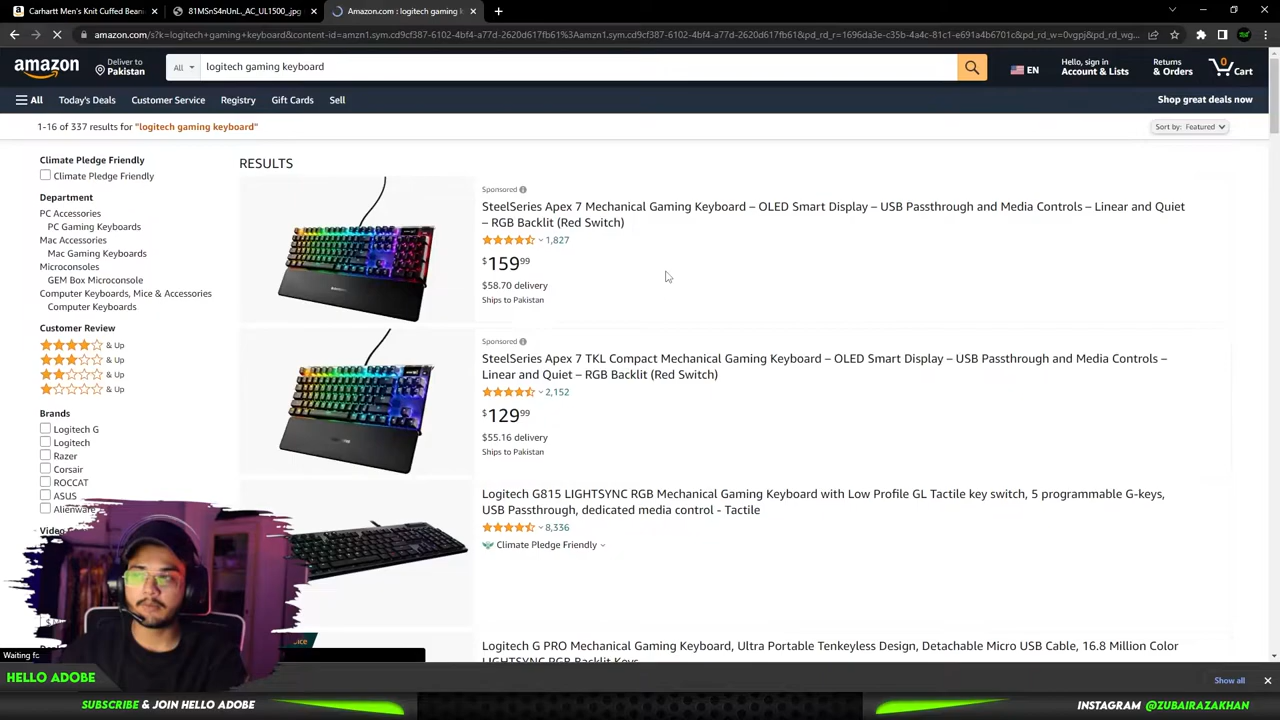 Carhartt Men's Knit Cuffed Beani
81MSnS4nUnL._AC_UL1500_.jpg
Amazon.com : logitech gaming k
amazon.com/s?k=logitech+gaming+keyboard&content-id=amzn1.sym.cd9cf387-6102-4bf4-a77d-2620d617fb61&pd_rd_r=1696da3e-c35b-4a4c-81c1-e691a4b6701c&pd_rd_w=0vgpj&pd_rd_wg...
amazon
Deliver to
Pakistan
All
logitech gaming keyboard
EN
Hello, sign in
Account & Lists
Returns
& Orders
0
Cart
All
Today's Deals
Customer Service
Registry
Gift Cards
Sell
Shop great deals now
1-16 of 337 results for "logitech gaming keyboard"
Sort by: Featured
Climate Pledge Friendly
Climate Pledge Friendly
Department
PC Accessories
PC Gaming Keyboards
Mac Accessories
Mac Gaming Keyboards
Microconsoles
GEM Box Microconsole
Computer Keyboards, Mice & Accessories
Computer Keyboards
Customer Review
& Up
& Up
& Up
& Up
Brands
Logitech G
Logitech
Razer
Corsair
ROCCAT
ASUS
Alienware
RESULTS
Sponsored
SteelSeries Apex 7 Mechanical Gaming Keyboard – OLED Smart Display – USB Passthrough and Media Controls – Linear and Quiet
– RGB Backlit (Red Switch)
1,827
$159 99
$58.70 delivery
Ships to Pakistan
Sponsored
SteelSeries Apex 7 TKL Compact Mechanical Gaming Keyboard – OLED Smart Display – USB Passthrough and Media Controls –
Linear and Quiet – RGB Backlit (Red Switch)
2,152
$129 99
$55.16 delivery
Ships to Pakistan
Logitech G815 LIGHTSYNC RGB Mechanical Gaming Keyboard with Low Profile GL Tactile key switch, 5 programmable G-keys,
USB Passthrough, dedicated media control - Tactile
8,336
Climate Pledge Friendly
Logitech G PRO Mechanical Gaming Keyboard, Ultra Portable Tenkeyless Design, Detachable Micro USB Cable, 16.8 Million Color
LIGHTSYNC RGB Backlit Keys
Waiting
HELLO ADOBE
Show all
SUBSCRIBE & JOIN HELLO ADOBE
INSTAGRAM @ZUBAIRAZAKHAN